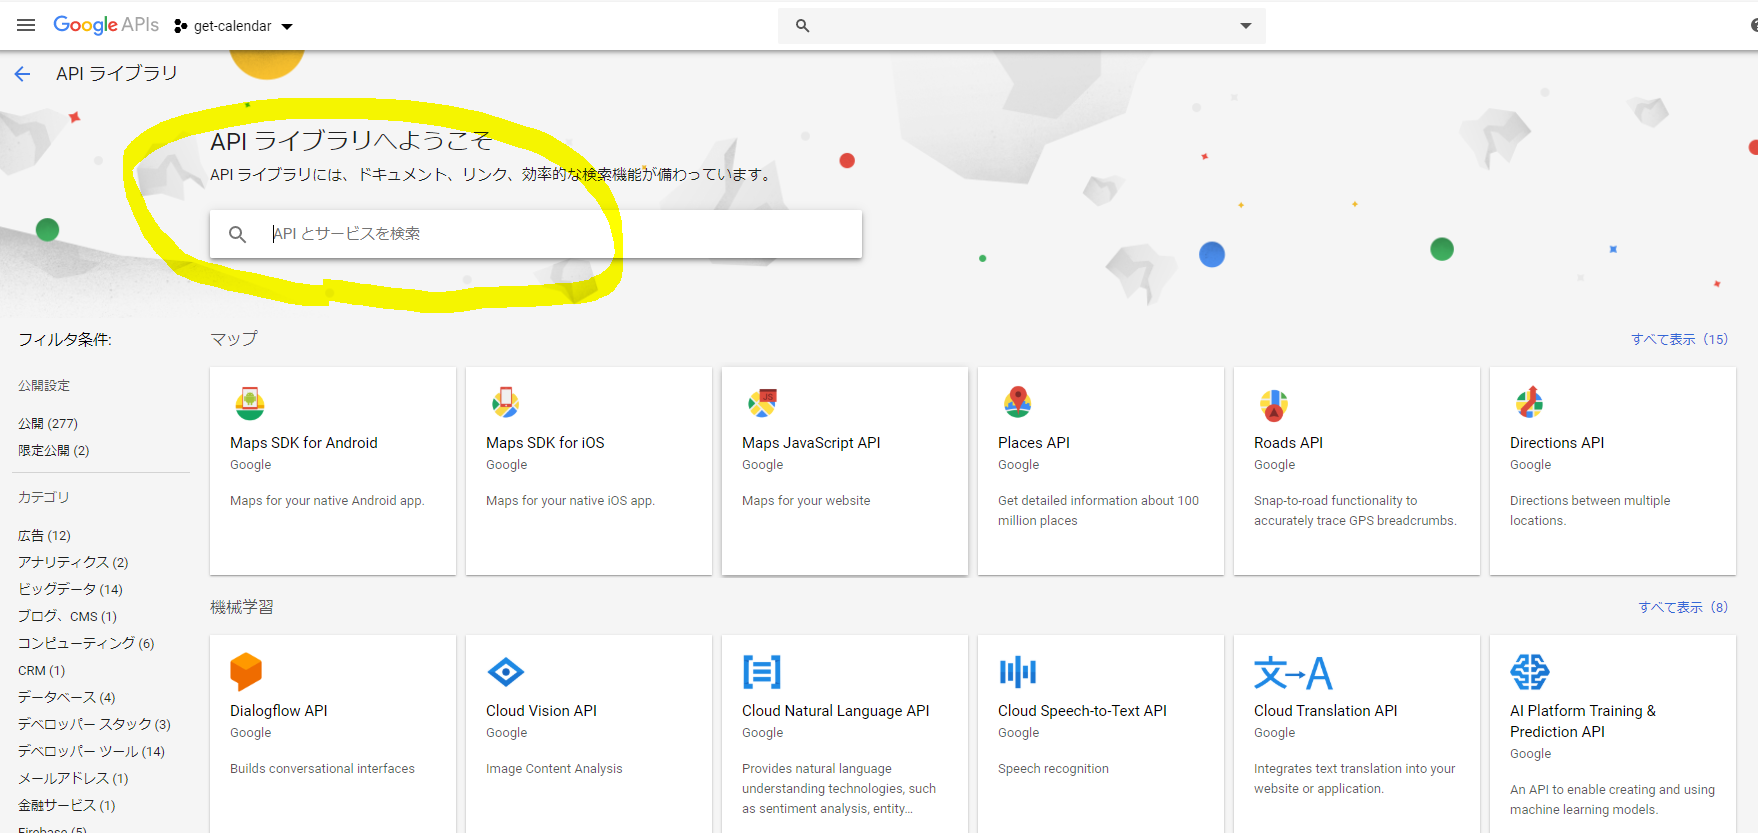 Google APIs
get-calendar
API ライブラリ
API ライブラリへようこそ
API ライブラリには、ドキュメント、リンク、効率的な検索機能が備わっています。
API とサービスを検索
フィルタ条件:
公開設定
公開 (277)
限定公開 (2)
カテゴリ
広告 (12)
アナリティクス (2)
ビッグデータ (14)
ブログ、CMS (1)
コンピューティング (6)
CRM (1)
データベース (4)
デベロッパー スタック (3)
デベロッパー ツール (14)
メールアドレス (1)
金融サービス (1)
Firebase (5)
マップ
すべて表示（15）
Maps SDK for Android
Google
Maps for your native Android app.
Maps SDK for iOS
Google
Maps for your native iOS app.
JS
Maps JavaScript API
Google
Maps for your website
Places API
Google
Get detailed information about 100
million places
Roads API
Google
Snap-to-road functionality to
accurately trace GPS breadcrumbs.
Directions API
Google
Directions between multiple
locations.
機械学習
すべて表示（8）
Dialogflow API
Google
Builds conversational interfaces
Cloud Vision API
Google
Image Content Analysis
Cloud Natural Language API
Google
Provides natural language
understanding technologies, such
as sentiment analysis, entity...
Cloud Speech-to-Text API
Google
Speech recognition
文→A
Cloud Translation API
Google
Integrates text translation into your
website or application.
AI Platform Training &
Prediction API
Google
An API to enable creating and using
machine learning models.